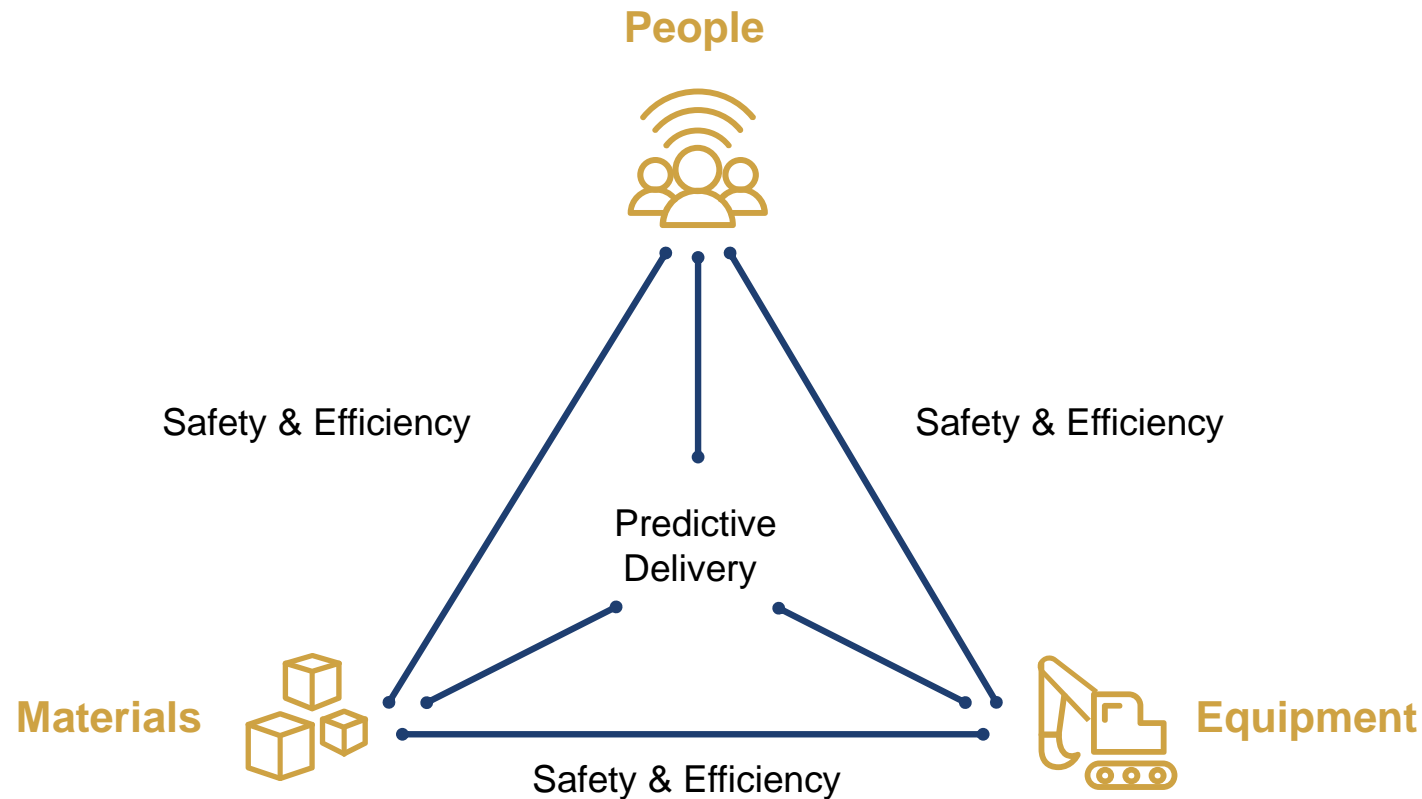 People
Safety & Efficiency
Safety & Efficiency
Predictive
Delivery
Materials
Equipment
Safety & Efficiency